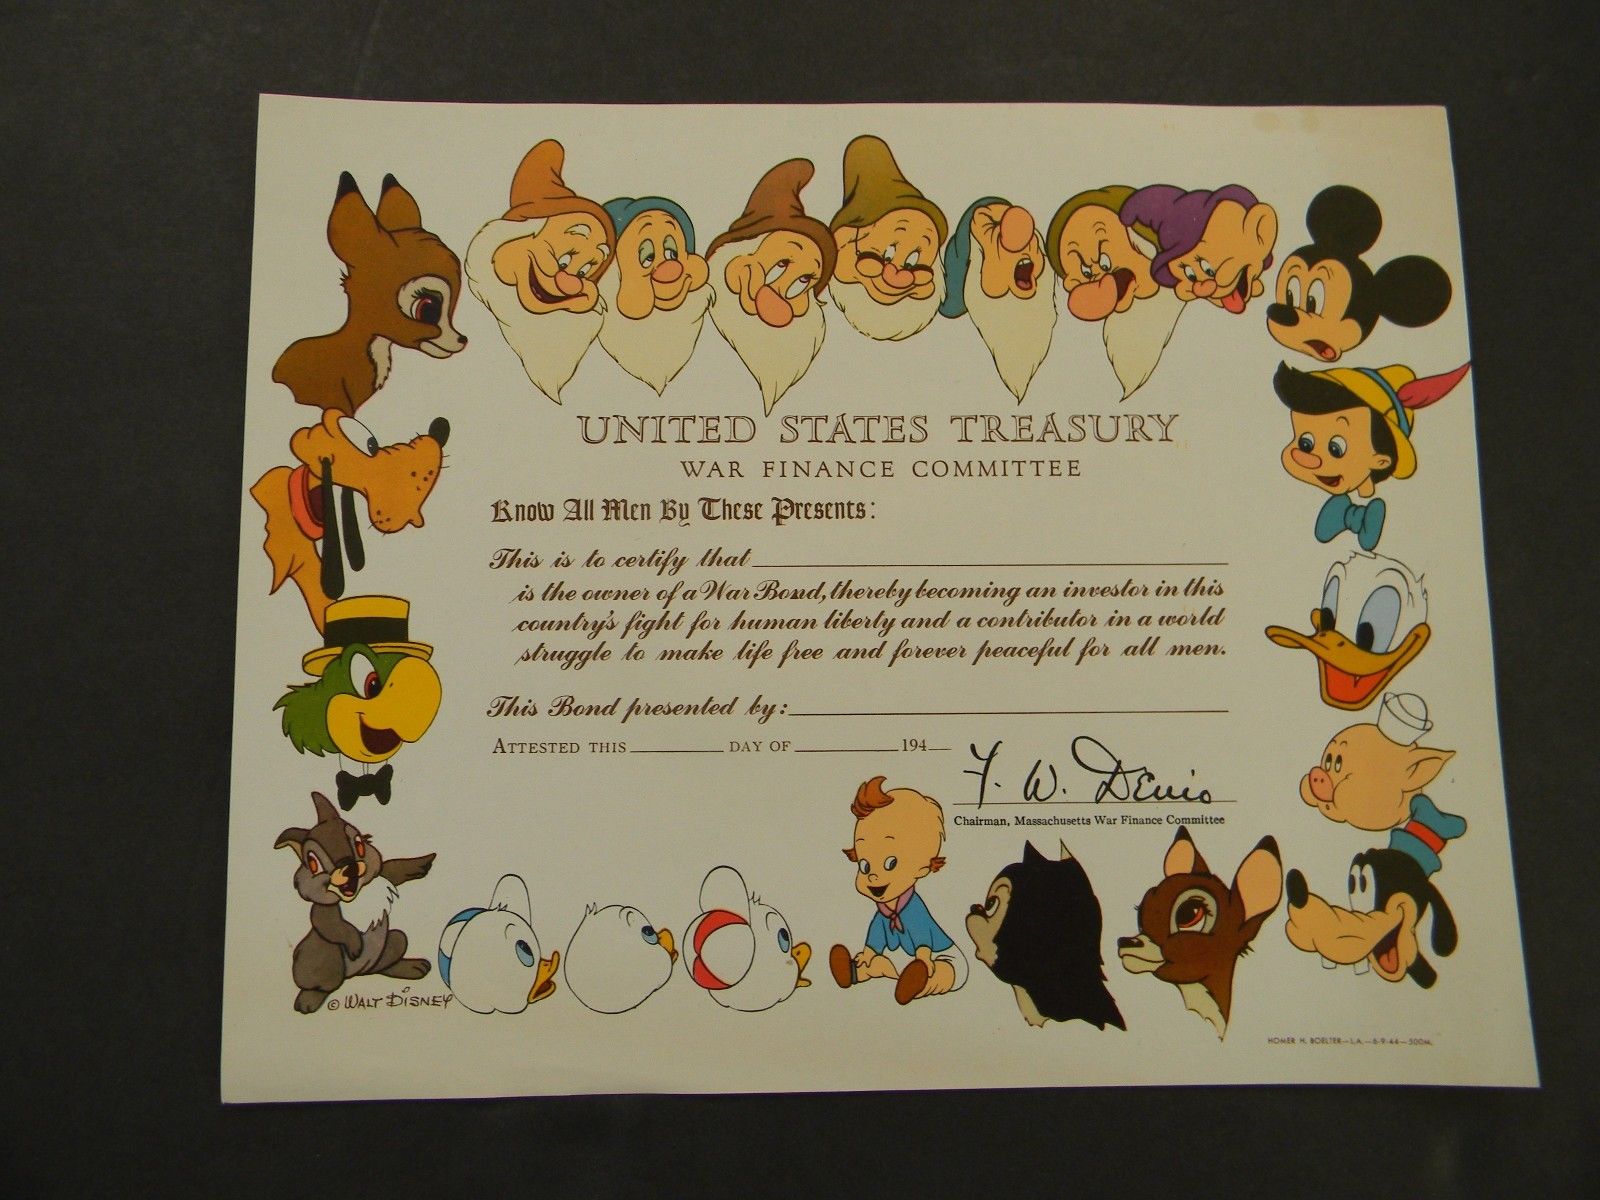 UNITED STATES TREASURY
WAR FINANCE COMMITTEE
Know All Men By These Presents:
This is to certify that
is the owner of a War Bond, thereby becoming an investor in this
country's fight for human liberty and a contributor in a world
struggle to make life free and forever peaceful for all men.
This Bond presented by:
ATTESTED THIS DAY OF 194
F. W. Denio
Chairman, Massachusetts War Finance Committee
© WALT DISNEY
HOMER H. BOELTER—L.A.—6-9-44—500M.